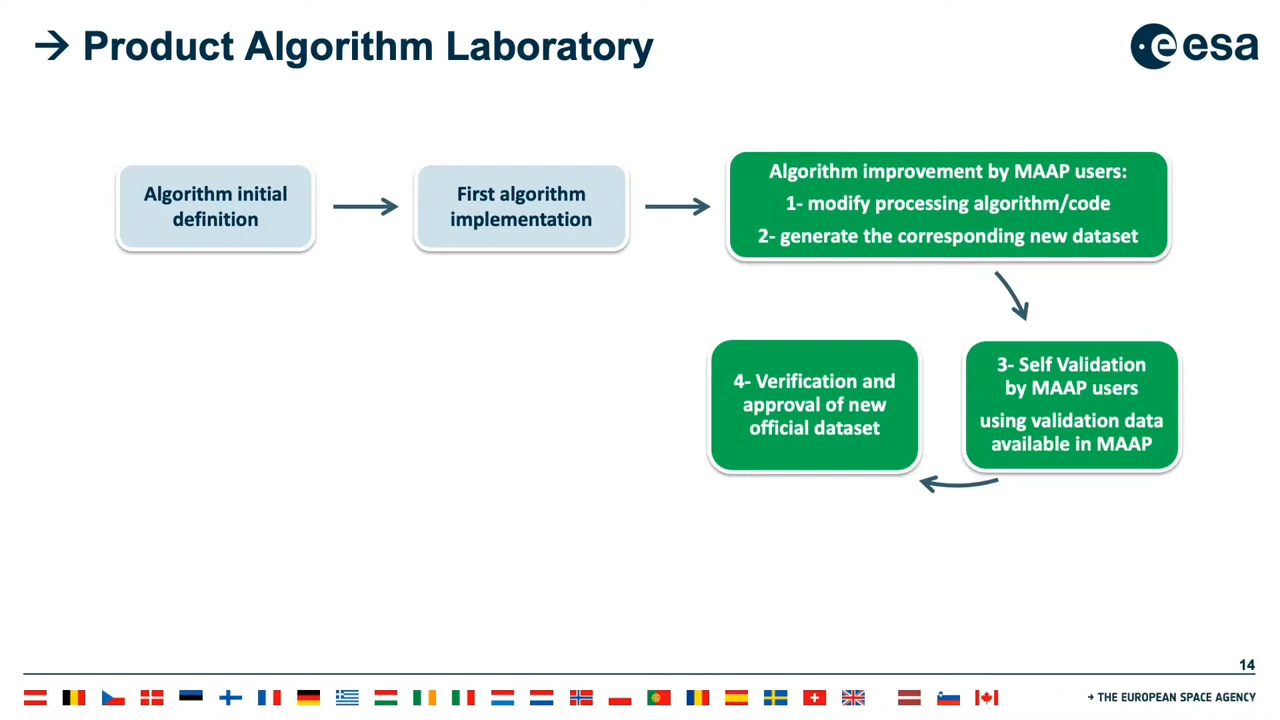 → Product Algorithm Laboratory
esa
Algorithm initial
definition
First algorithm
implementation
Algorithm improvement by MAAP users:
1- modify processing algorithm/code
2- generate the corresponding new dataset
4- Verification and
approval of new
official dataset
3- Self Validation
by MAAP users
using validation data
available in MAAP
14
→ THE EUROPEAN SPACE AGENCY